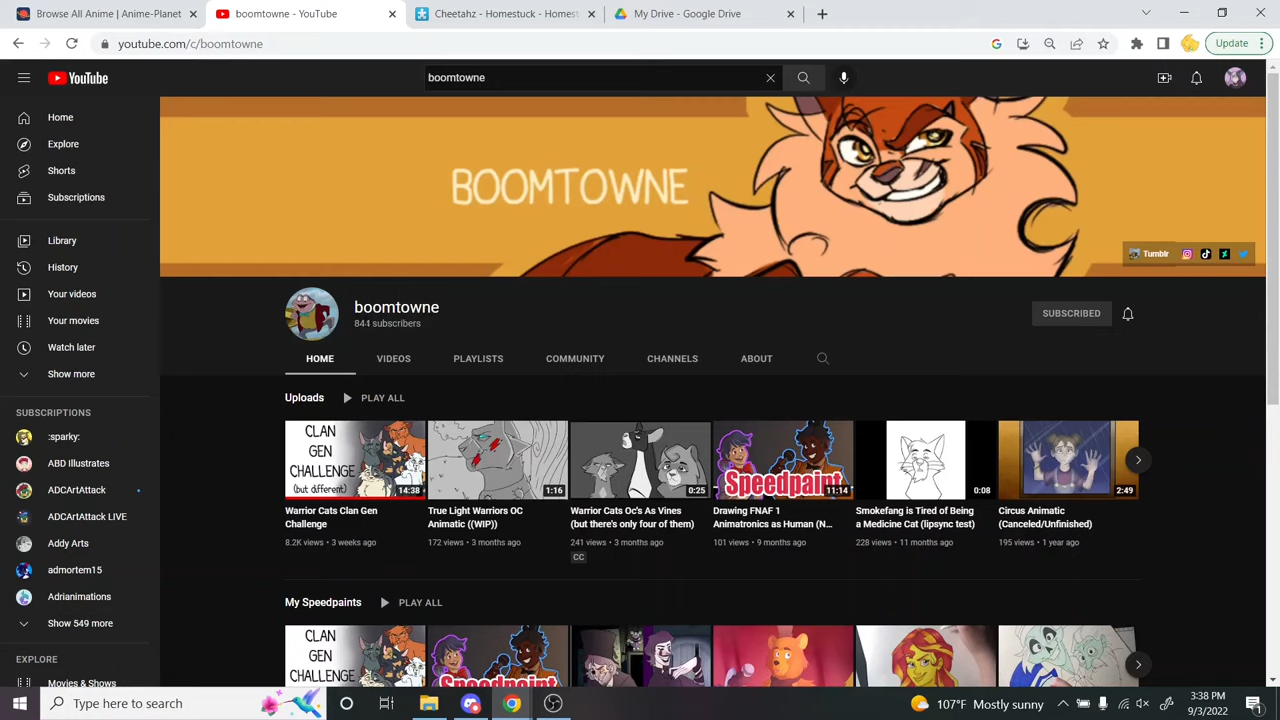 Browse All Anime | Anime-Planet
boomtowne - YouTube
Cheetahz - Homestuck - Homest
My Drive - Google Drive
youtube.com/c/boomtowne
Update
YouTube
boomtowne
Home
Explore
Shorts
Subscriptions
Library
History
Your videos
Your movies
Watch later
Show more
SUBSCRIPTIONS
:sparky:
ABD Illustrates
ADCArtAttack
ADCArtAttack LIVE
Addy Arts
admortem15
Adrianimations
Show 549 more
EXPLORE
Movies & Shows
BOOMTOWNE
Tumblr
boomtowne
844 subscribers
SUBSCRIBED
HOME VIDEOS PLAYLISTS COMMUNITY CHANNELS ABOUT
Uploads PLAY ALL
CLAN
GEN
CHALLENGE
(but different)
14:38
1:16
0:25
Speedpaint
11:14
0:08
2:49
Warrior Cats Clan Gen
Challenge
8.2K views • 3 weeks ago
True Light Warriors OC
Animatic ((WIP))
172 views • 3 months ago
Warrior Cats Oc's As Vines
(but there's only four of them)
241 views • 3 months ago
CC
Drawing FNAF 1
Animatronics as Human (N...
101 views • 9 months ago
Smokefang is Tired of Being
a Medicine Cat (lipsync test)
228 views • 11 months ago
Circus Animatic
(Canceled/Unfinished)
195 views • 1 year ago
My Speedpaints PLAY ALL
CLAN
GEN
CHALLENGE
Speedpaint
Type here to search
107°F Mostly sunny
3:38 PM
9/3/2022
1